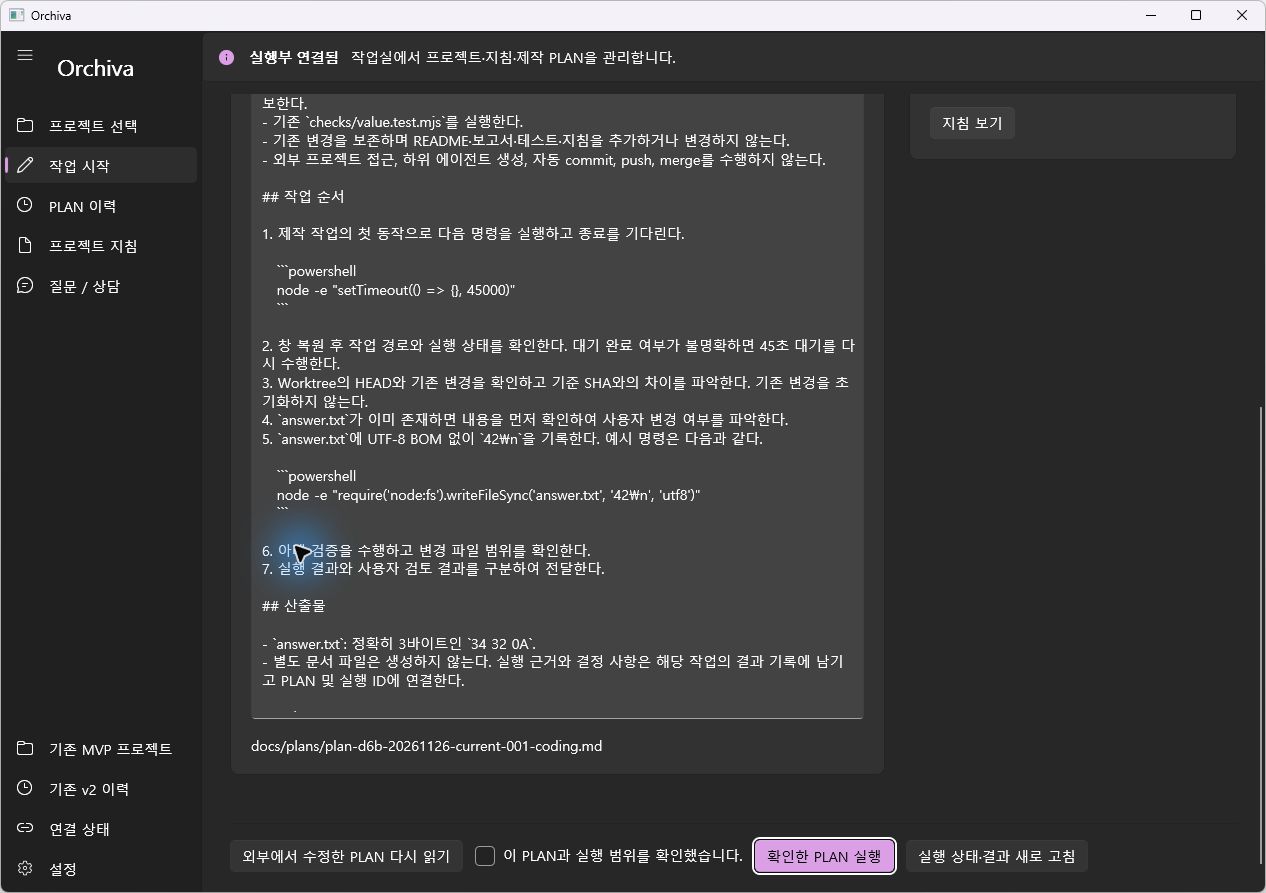 Orchiva
Orchiva
프로젝트 선택
작업 시작
PLAN 이력
프로젝트 지침
질문 / 상담
기존 MVP 프로젝트
기존 v2 이력
연결 상태
설정
실행부 연결됨 작업실에서 프로젝트·지침·제작 PLAN을 관리합니다.
보한다.
- 기존 `checks/value.test.mjs`를 실행한다.
- 기존 변경을 보존하며 README·보고서·테스트·지침을 추가하거나 변경하지 않는다.
- 외부 프로젝트 접근, 하위 에이전트 생성, 자동 commit, push, merge를 수행하지 않는다.
## 작업 순서
1. 제작 작업의 첫 동작으로 다음 명령을 실행하고 종료를 기다린다.
```powershell
node -e "setTimeout(() => {}, 45000)"
```
2. 창 복원 후 작업 경로와 실행 상태를 확인한다. 대기 완료 여부가 불명확하면 45초 대기를 다
시 수행한다.
3. Worktree의 HEAD와 기존 변경을 확인하고 기준 SHA와의 차이를 파악한다. 기존 변경을 초
기화하지 않는다.
4. `answer.txt`가 이미 존재하면 내용을 먼저 확인하여 사용자 변경 여부를 파악한다.
5. `answer.txt`에 UTF-8 BOM 없이 `42₩n`을 기록한다. 예시 명령은 다음과 같다.
```powershell
node -e "require('node:fs').writeFileSync('answer.txt', '42₩n', 'utf8')"
```
6. 아래 검증을 수행하고 변경 파일 범위를 확인한다.
7. 실행 결과와 사용자 검토 결과를 구분하여 전달한다.
## 산출물
- `answer.txt`: 정확히 3바이트인 `34 32 0A`.
- 별도 문서 파일은 생성하지 않는다. 실행 근거와 결정 사항은 해당 작업의 결과 기록에 남기
고 PLAN 및 실행 ID에 연결한다.
docs/plans/plan-d6b-20261126-current-001-coding.md
지침 보기
외부에서 수정한 PLAN 다시 읽기
이 PLAN과 실행 범위를 확인했습니다.
확인한 PLAN 실행
실행 상태·결과 새로 고침